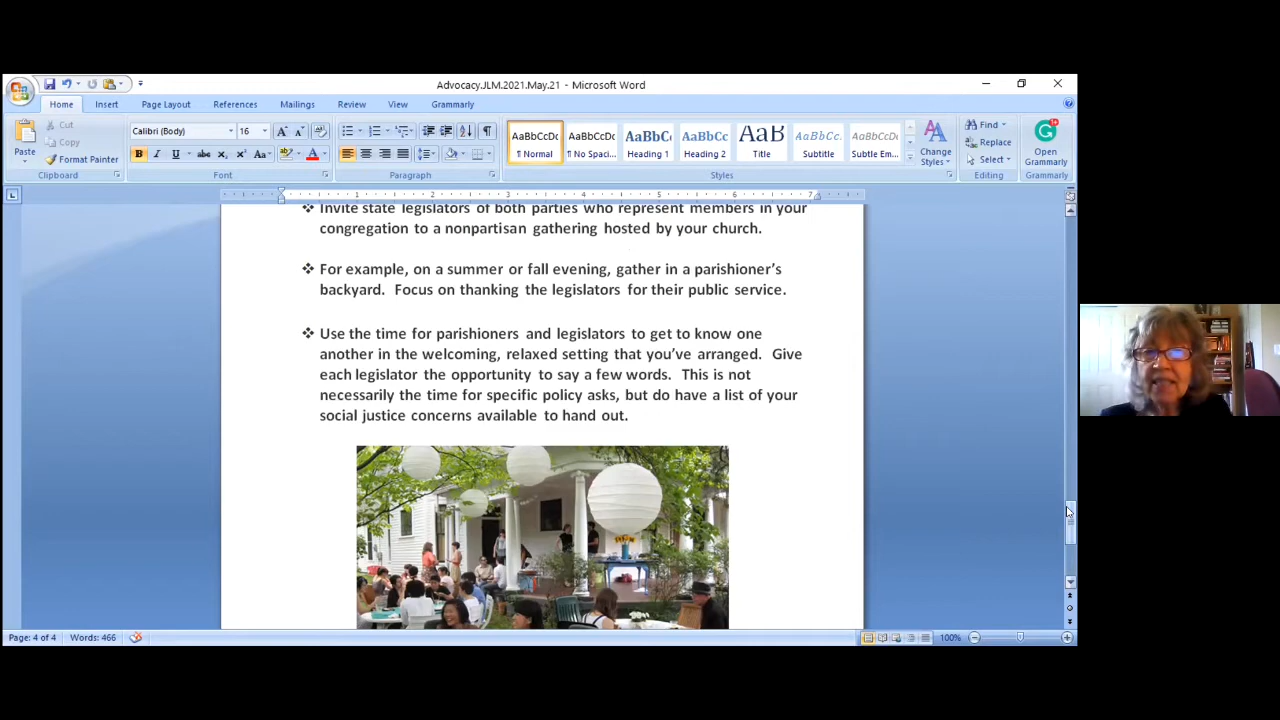 Advocacy.JLM.2021.May.21 - Microsoft Word
Home Insert Page Layout References Mailings Review View Grammarly
Paste
Cut
Copy
Format Painter
Clipboard
Calibri (Body) 16
Font
Paragraph
AaBbCcDc AaBbCcDc AaBbC AaBbCc AaB AaBbCcL AaBbCcDc
¶ Normal ¶ No Spaci... Heading 1 Heading 2 Title Subtitle Subtle Em...
Change Styles
Styles
Find
Replace
Select
Editing
Open Grammarly
Grammarly
1 2 3 4 5 6 7
❖ Invite state legislators of both parties who represent members in your
congregation to a nonpartisan gathering hosted by your church.
❖ For example, on a summer or fall evening, gather in a parishioner's
backyard. Focus on thanking the legislators for their public service.
❖ Use the time for parishioners and legislators to get to know one
another in the welcoming, relaxed setting that you've arranged. Give
each legislator the opportunity to say a few words. This is not
necessarily the time for specific policy asks, but do have a list of your
social justice concerns available to hand out.
Page: 4 of 4 Words: 466
100%